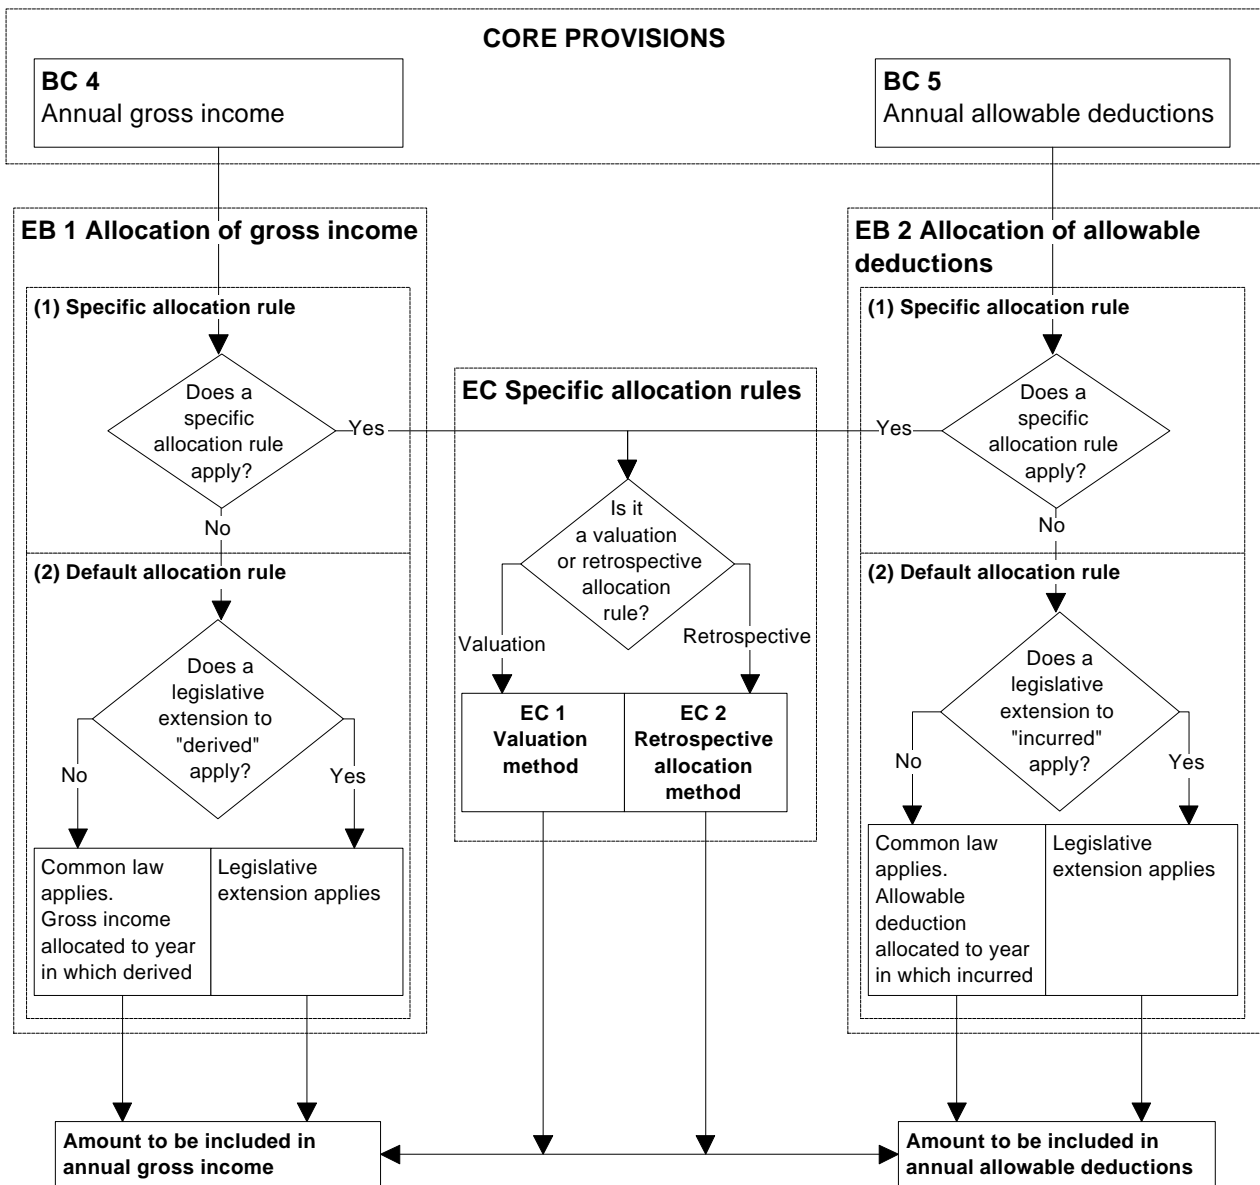 CORE PROVISIONS
BC 4
Annual gross income
BC 5
Annual allowable deductions
EB 1 Allocation of gross income
(1) Specific allocation rule
Does a
specific
allocation rule
apply?
Yes
No
(2) Default allocation rule
Does a
legislative
extension to
"derived"
apply?
No
Yes
Common law
applies.
Gross income
allocated to year
in which derived
Legislative
extension applies
EC Specific allocation rules
Is it
a valuation
or retrospective
allocation
rule?
Valuation
Retrospective
EC 1
Valuation
method
EC 2
Retrospective
allocation
method
EB 2 Allocation of allowable
deductions
(1) Specific allocation rule
Does a
specific
allocation rule
apply?
Yes
No
(2) Default allocation rule
Does a
legislative
extension to
"incurred"
apply?
No
Yes
Common law
applies.
Allowable
deduction
allocated to year
in which incurred
Legislative
extension applies
Amount to be included in
annual gross income
Amount to be included in
annual allowable deductions